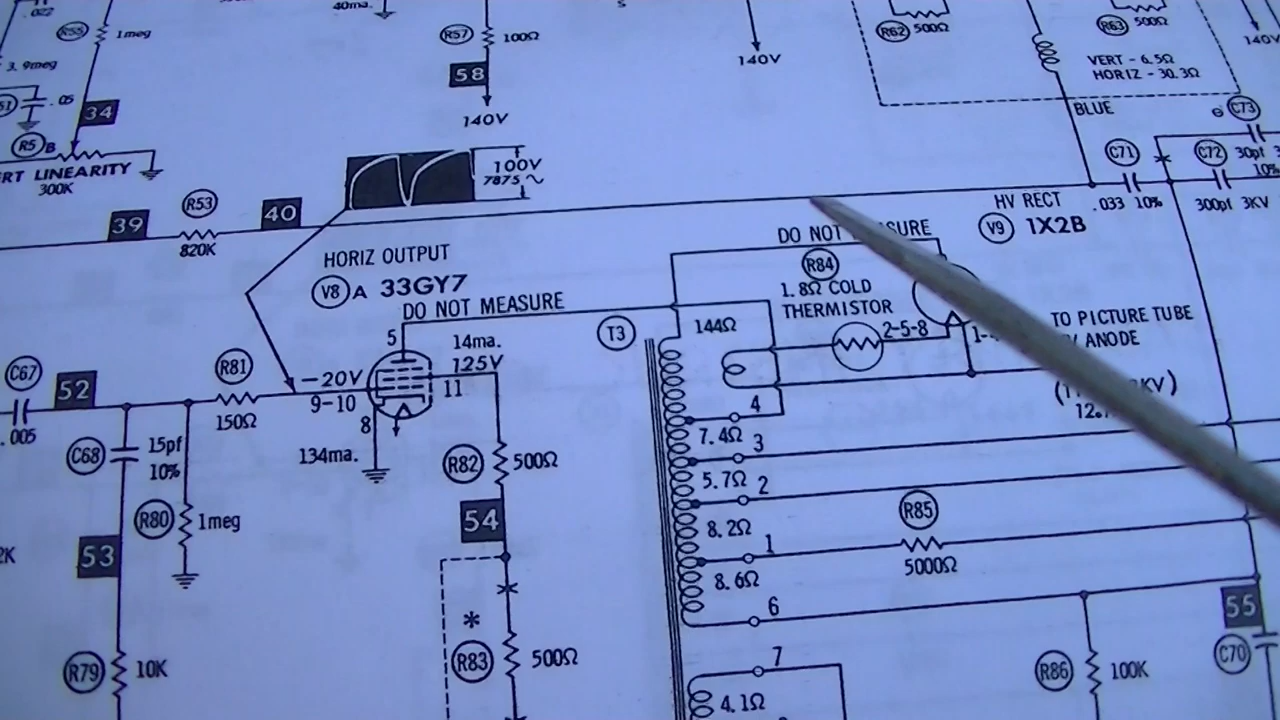 .022
40ma.
R55
1meg
3.9meg
.05
34
R5 B
VERT LINEARITY
300K
R57
100Ω
58
140V
140V
R62
500Ω
R63
500Ω
140V
VERT - 6.5Ω
HORIZ - 30.3Ω
BLUE
C71
.033 10%
C73
30pf
10%
C72
300pf 3KV
39
R53
820K
40
100V
7875 ∿
HV RECT
V9 1X2B
HORIZ OUTPUT
V8 A 33GY7
DO NOT MEASURE
DO NOT
SURE
R84
1.8Ω COLD
THERMISTOR
2-5-8
TO PICTURE TUBE
ANODE
KV)
T3
144Ω
5
14ma.
125V
11
-20V
9-10
8
134ma.
C67
.005
52
R81
150Ω
C68
15pf
10%
R80
1meg
53
R79
10K
R82
500Ω
54
*
R83
500Ω
4
7.4Ω
3
5.7Ω
2
8.2Ω
1
8.6Ω
6
7
4.1Ω
R85
5000Ω
R86
100K
55
C70